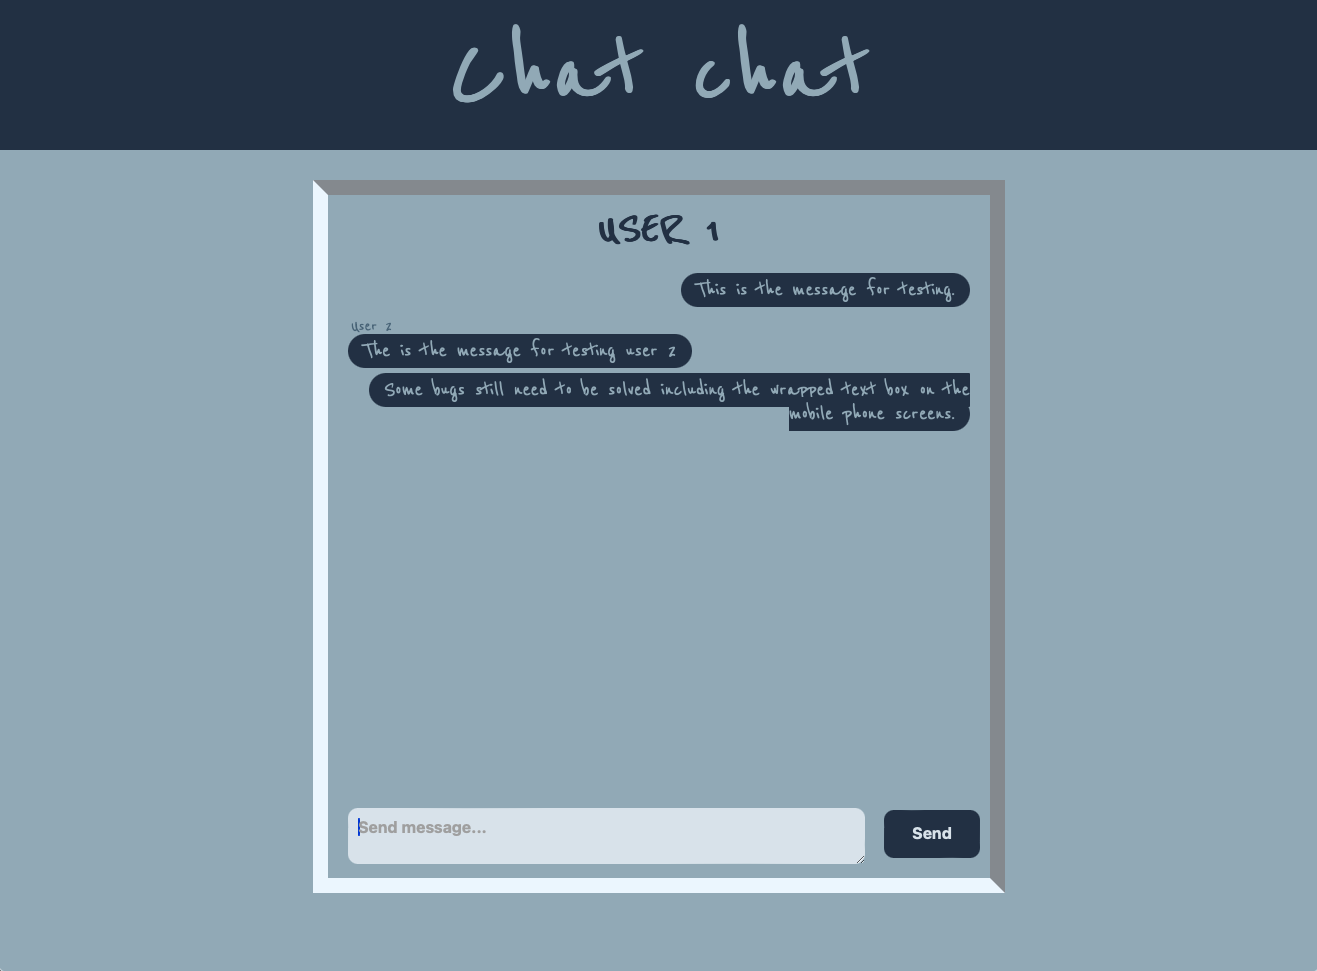 Chat chat
USER 1
This is the message for testing.
User 2
The is the message for testing user 2
Some bugs still need to be solved including the wrapped text box on the
mobile phone screens.
Send message...
Send